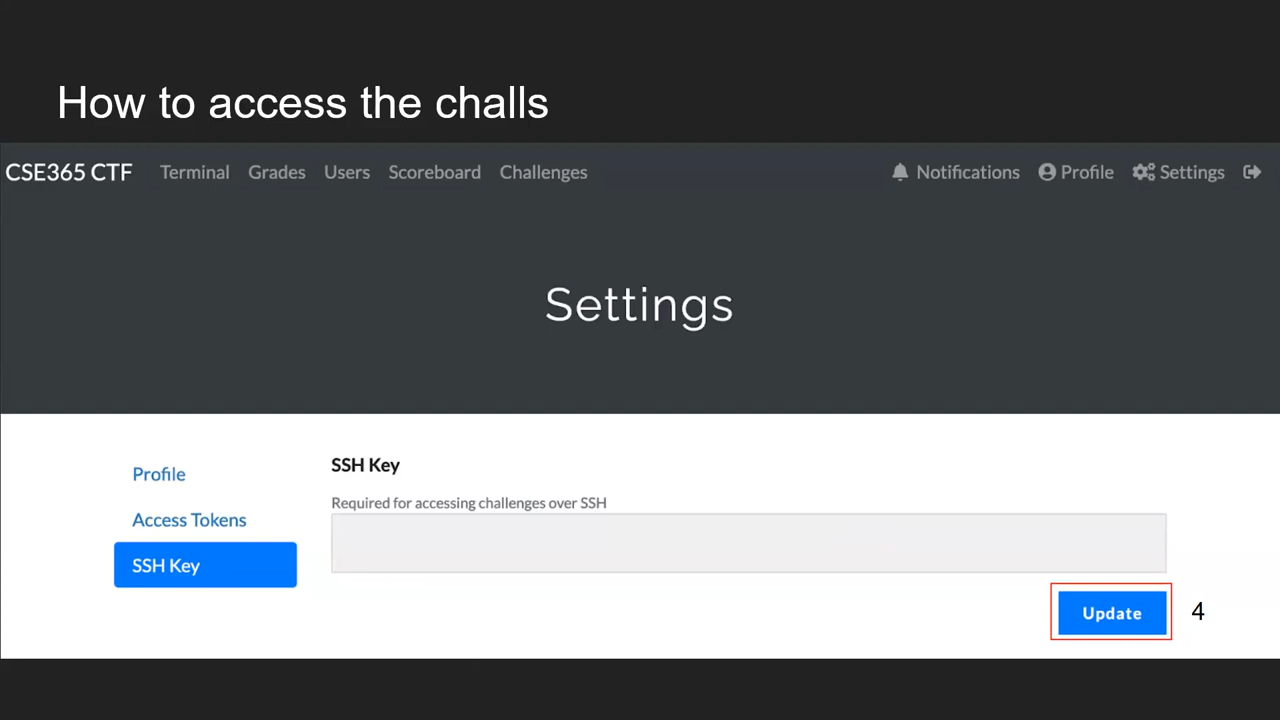 How to access the challs
CSE365 CTF Terminal Grades Users Scoreboard Challenges Notifications Profile Settings
Settings
Profile
Access Tokens
SSH Key
SSH Key
Required for accessing challenges over SSH
Update 4